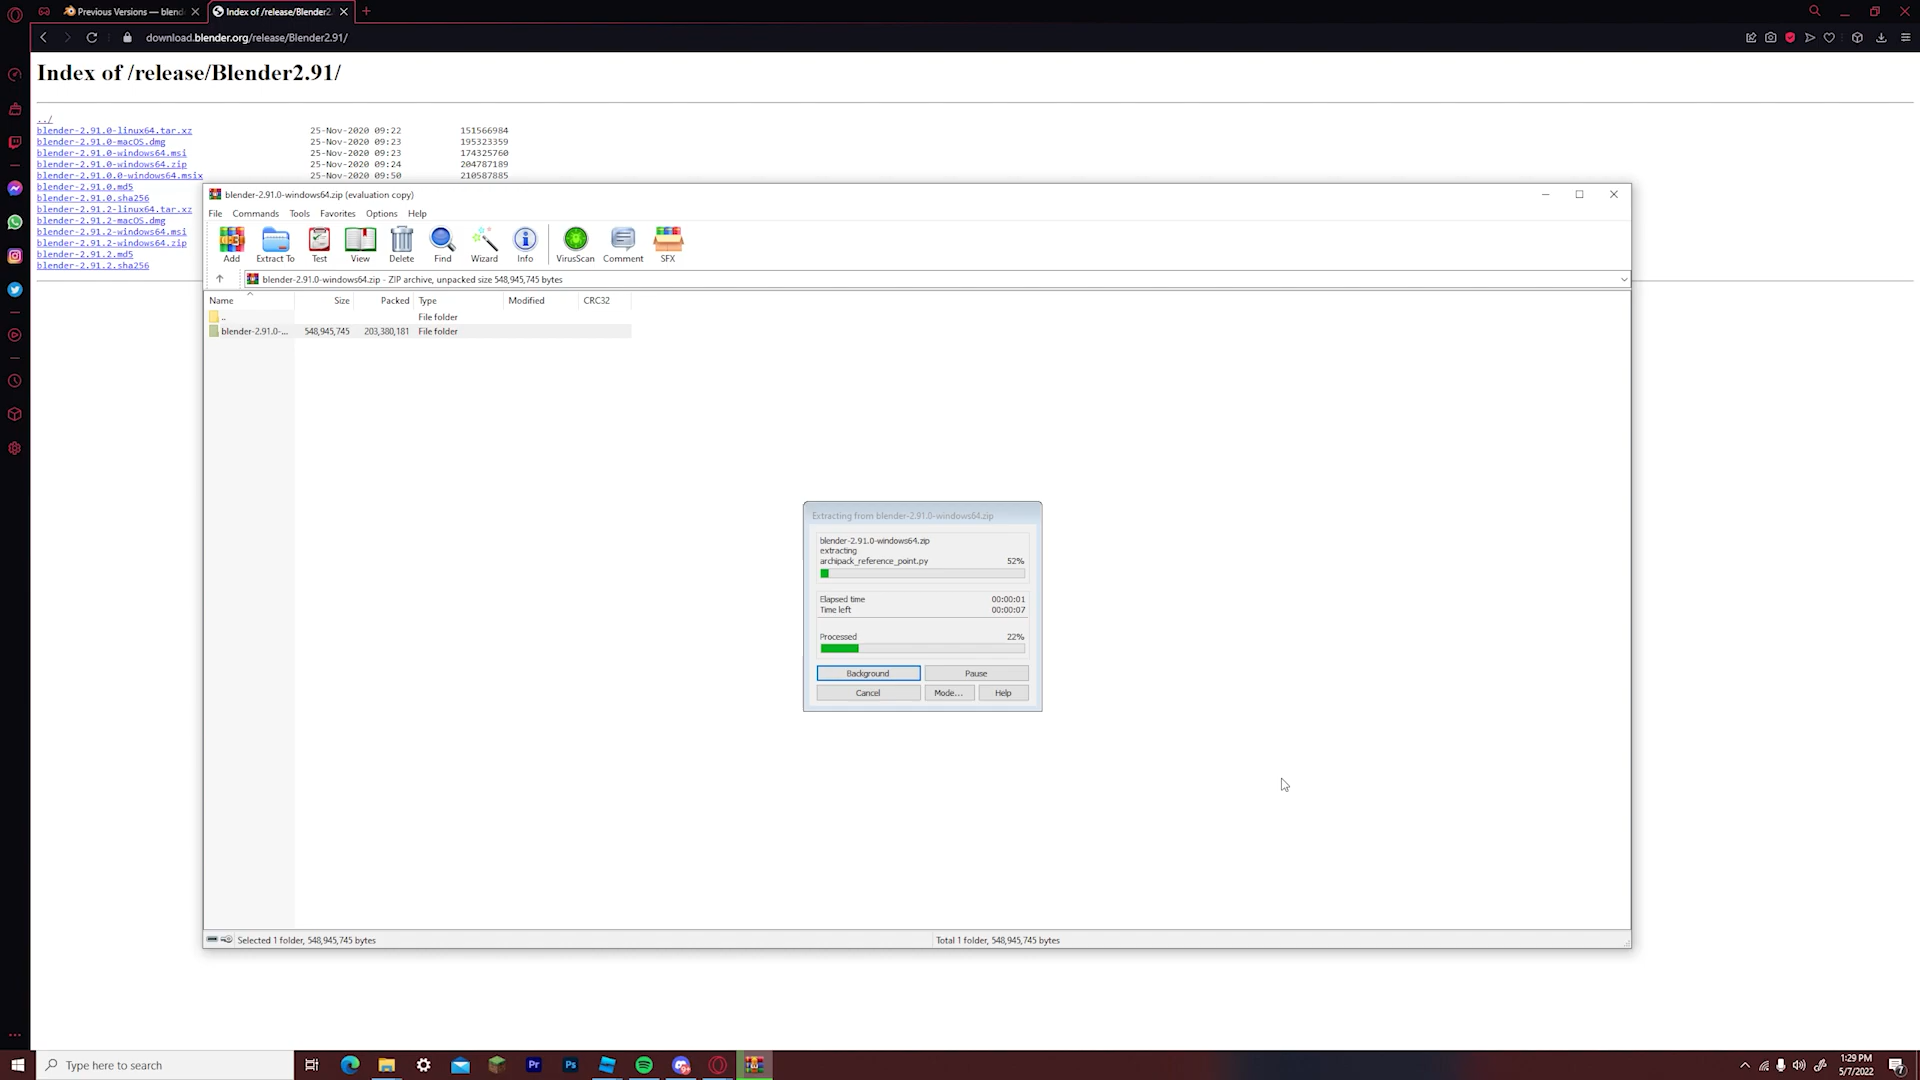 Previous Versions — blend
Index of /release/Blender2.
download.blender.org/release/Blender2.91/
Index of /release/Blender2.91/
../
blender-2.91.0-linux64.tar.xz 25-Nov-2020 09:22 151566984
blender-2.91.0-macOS.dmg 25-Nov-2020 09:23 195323359
blender-2.91.0-windows64.msi 25-Nov-2020 09:23 174325760
blender-2.91.0-windows64.zip 25-Nov-2020 09:24 204787189
blender-2.91.0.0-windows64.msix 25-Nov-2020 09:50 210587885
blender-2.91.0.md5
blender-2.91.0.sha256
blender-2.91.2-linux64.tar.xz
blender-2.91.2-macOS.dmg
blender-2.91.2-windows64.msi
blender-2.91.2-windows64.zip
blender-2.91.2.md5
blender-2.91.2.sha256
blender-2.91.0-windows64.zip (evaluation copy)
File Commands Tools Favorites Options Help
Add Extract To Test View Delete Find Wizard Info VirusScan Comment SFX
blender-2.91.0-windows64.zip - ZIP archive, unpacked size 548,945,745 bytes
Name Size Packed Type Modified CRC32
.. File folder
blender-2.91.0-... 548,945,745 203,380,181 File folder
Extracting from blender-2.91.0-windows64.zip
blender-2.91.0-windows64.zip
extracting
archipack_reference_point.py 52%
Elapsed time 00:00:01
Time left 00:00:07
Processed 22%
Background Pause
Cancel Mode... Help
Selected 1 folder, 548,945,745 bytes
Total 1 folder, 548,945,745 bytes
Type here to search
Pr
Ps
1:29 PM
5/7/2022
7